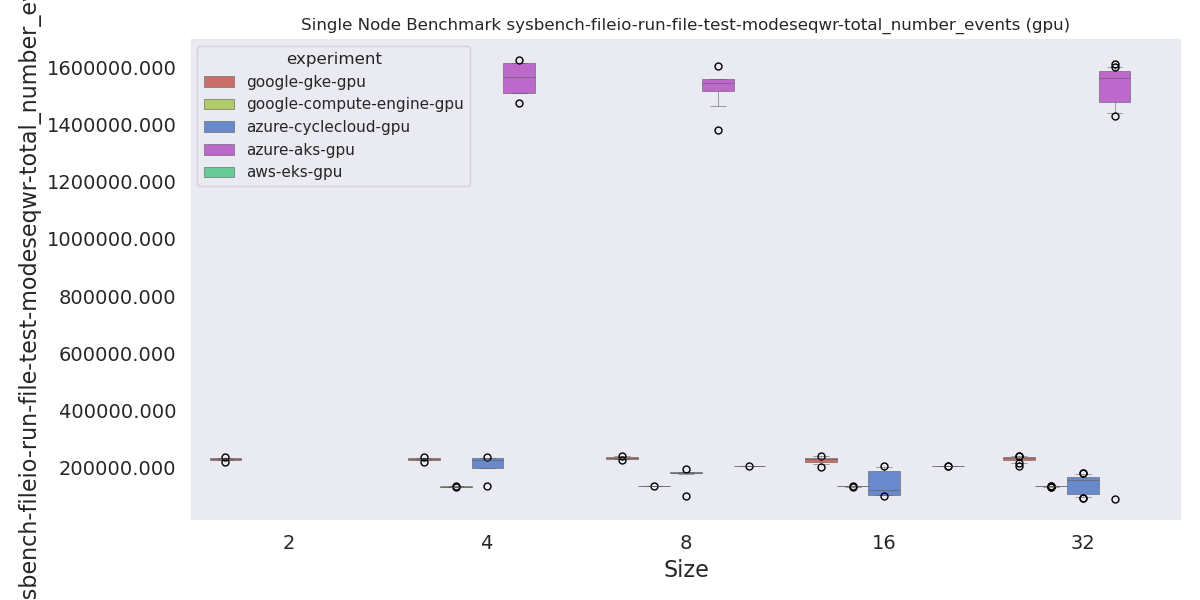 Single Node Benchmark sysbench-fileio-run-file-test-modeseqwr-total_number_events (gpu)
sbench-fileio-run-file-test-modeseqwr-total_number_e
1600000.000
1400000.000
1200000.000
1000000.000
800000.000
600000.000
400000.000
200000.000
experiment
google-gke-gpu
google-compute-engine-gpu
azure-cyclecloud-gpu
azure-aks-gpu
aws-eks-gpu
2 4 8 16 32
Size